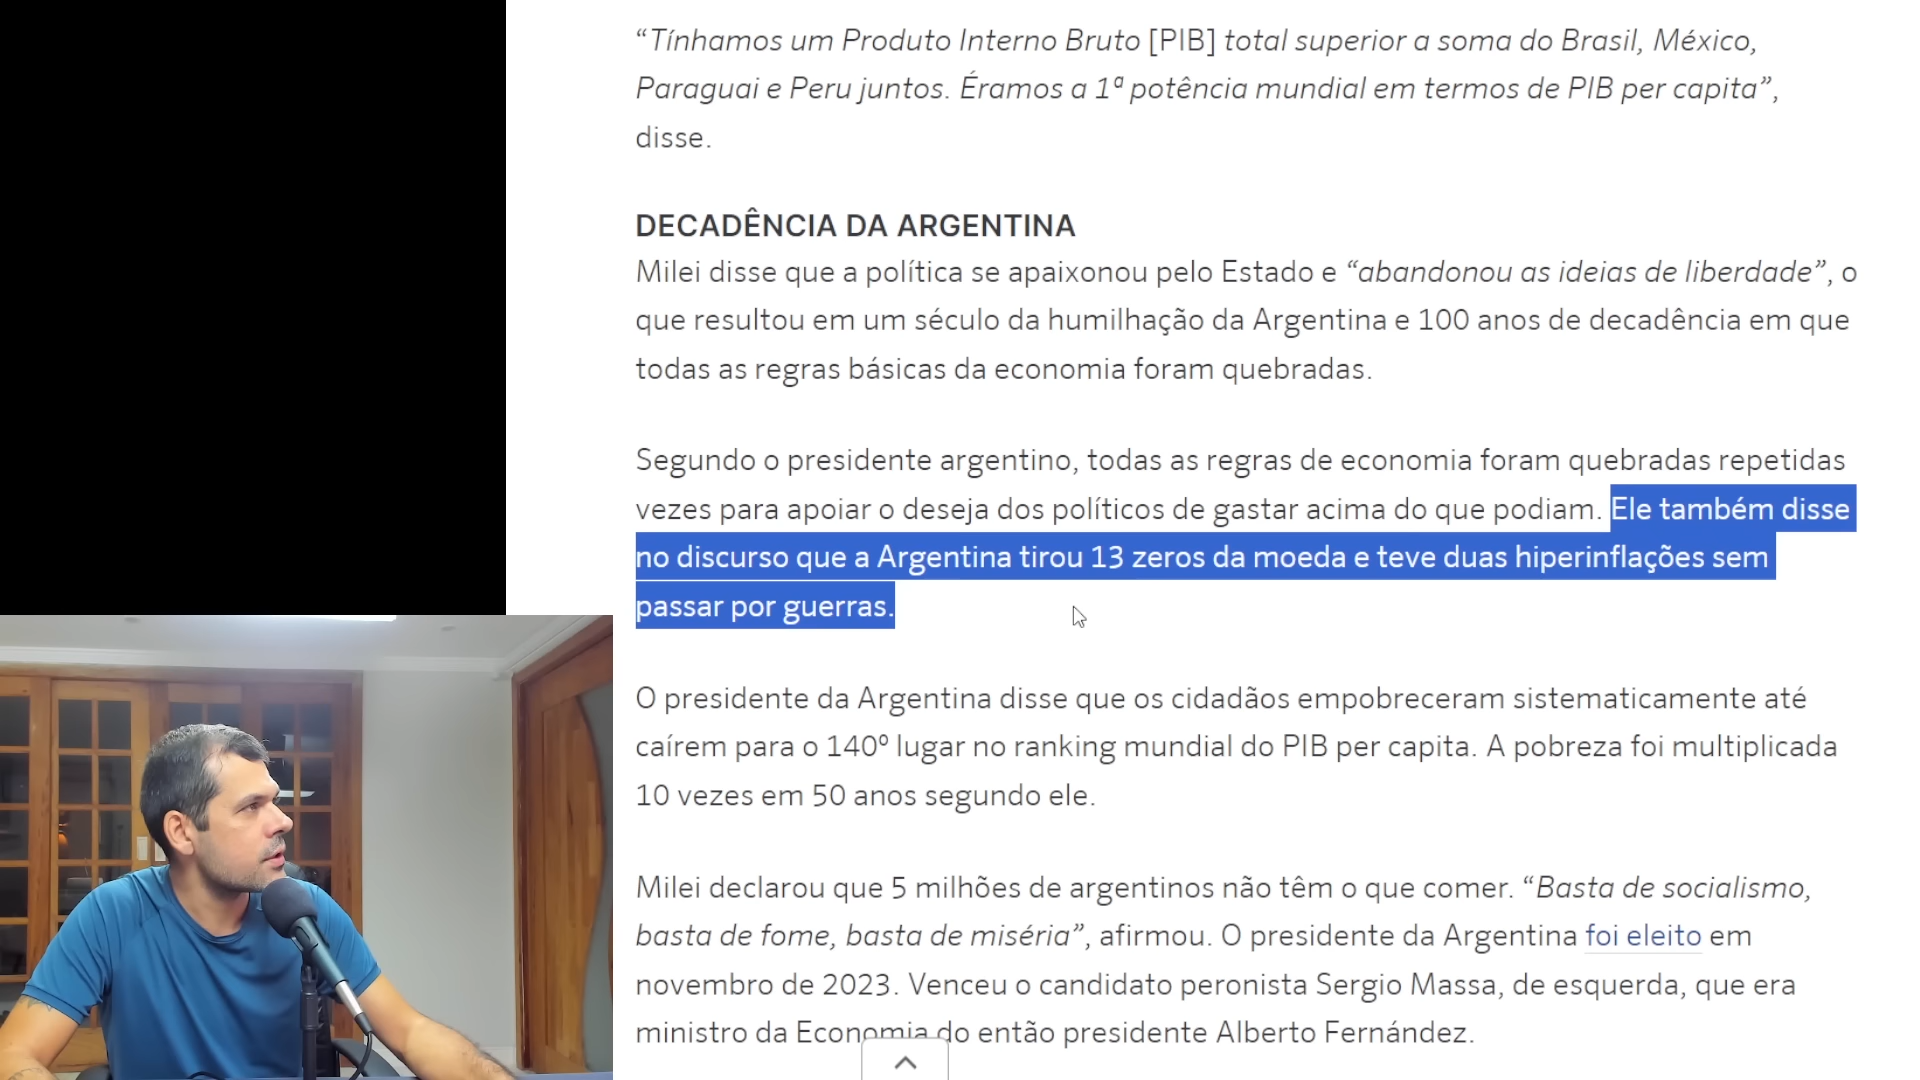 “Tínhamos um Produto Interno Bruto [PIB] total superior a soma do Brasil, México,
Paraguai e Peru juntos. Éramos a 1ª potência mundial em termos de PIB per capita”,
disse.
DECADÊNCIA DA ARGENTINA
Milei disse que a política se apaixonou pelo Estado e “abandonou as ideias de liberdade”, o
que resultou em um século da humilhação da Argentina e 100 anos de decadência em que
todas as regras básicas da economia foram quebradas.
Segundo o presidente argentino, todas as regras de economia foram quebradas repetidas
vezes para apoiar o deseja dos políticos de gastar acima do que podiam. Ele também disse
no discurso que a Argentina tirou 13 zeros da moeda e teve duas hiperinflações sem
passar por guerras.
O presidente da Argentina disse que os cidadãos empobreceram sistematicamente até
caírem para o 140º lugar no ranking mundial do PIB per capita. A pobreza foi multiplicada
10 vezes em 50 anos segundo ele.
Milei declarou que 5 milhões de argentinos não têm o que comer. “Basta de socialismo,
basta de fome, basta de miséria”, afirmou. O presidente da Argentina foi eleito em
novembro de 2023. Venceu o candidato peronista Sergio Massa, de esquerda, que era
ministro da Economia do então presidente Alberto Fernández.